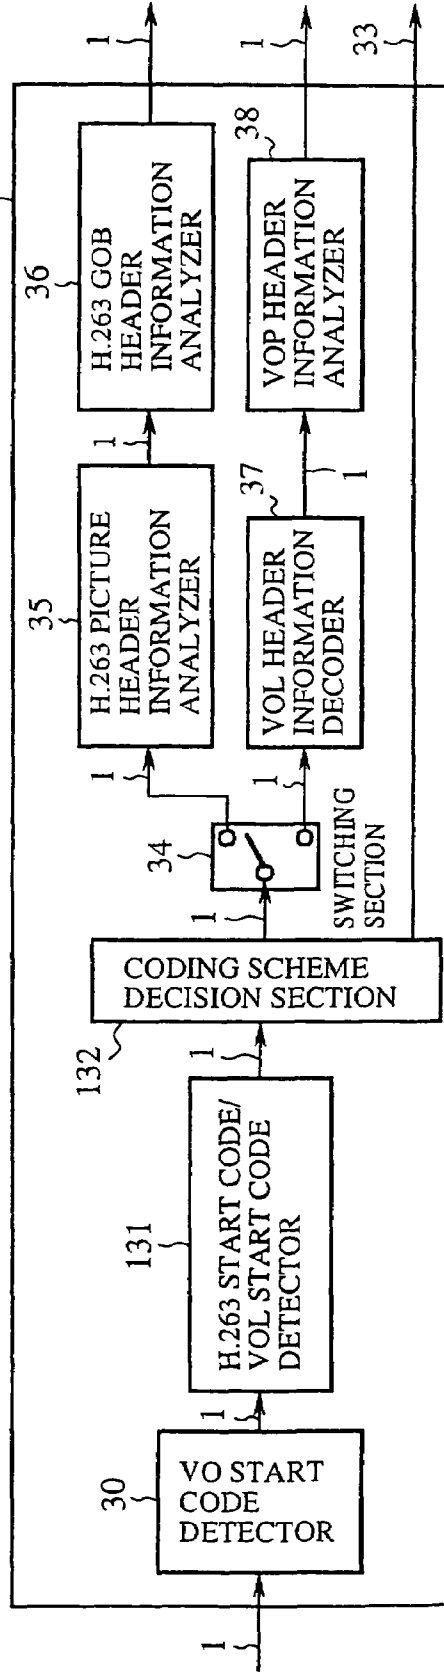 1
30
VO START
CODE
DETECTOR
1
131
H.263 START CODE/
VOL START CODE
DETECTOR
1
132
CODING SCHEME
DECISION SECTION
1
34
SWITCHING
SECTION
1
35
H.263 PICTURE
HEADER
INFORMATION
ANALYZER
1
36
H.263 GOB
HEADER
INFORMATION
ANALYZER
1
1
37
VOL HEADER
INFORMATION
DECODER
1
38
VOP HEADER
INFORMATION
ANALYZER
1
33